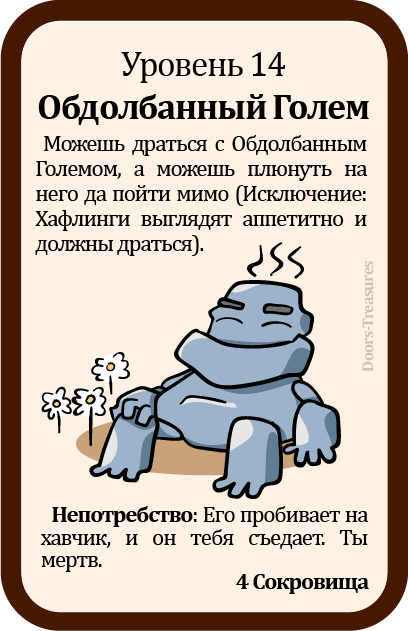 Уровень 14
Обдолбанный Голем
Можешь драться с Обдолбанным
Големом, а можешь плюнуть на
него да пойти мимо (Исключение:
Хафлинги выглядят аппетитно и
должны драться).
Doors-Treasures
Непотребство: Его пробивает на
хавчик, и он тебя съедает. Ты
мертв.
4 Сокровища